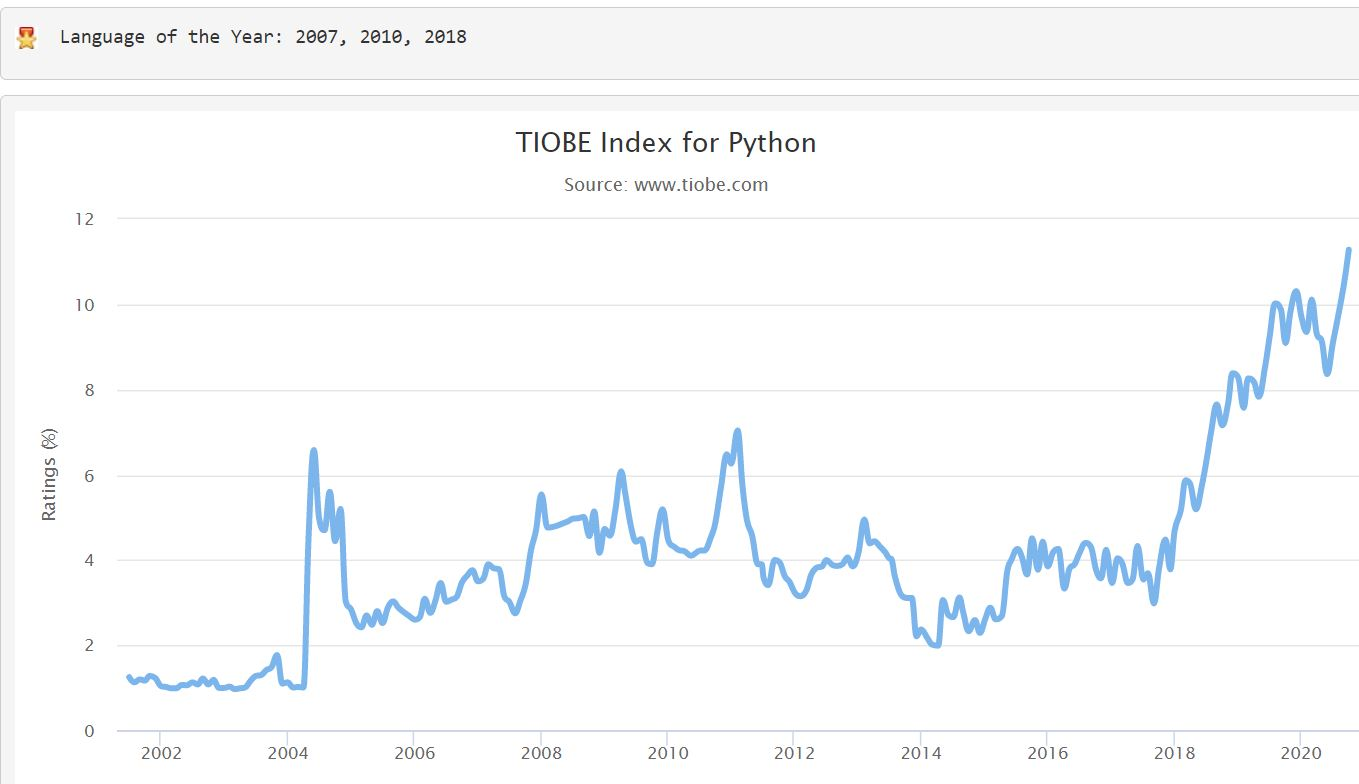 Language of the Year: 2007, 2010, 2018
TIOBE Index for Python
Source: www.tiobe.com
Ratings (%)
12
10
8
6
4
2
0
2002 2004 2006 2008 2010 2012 2014 2016 2018 2020